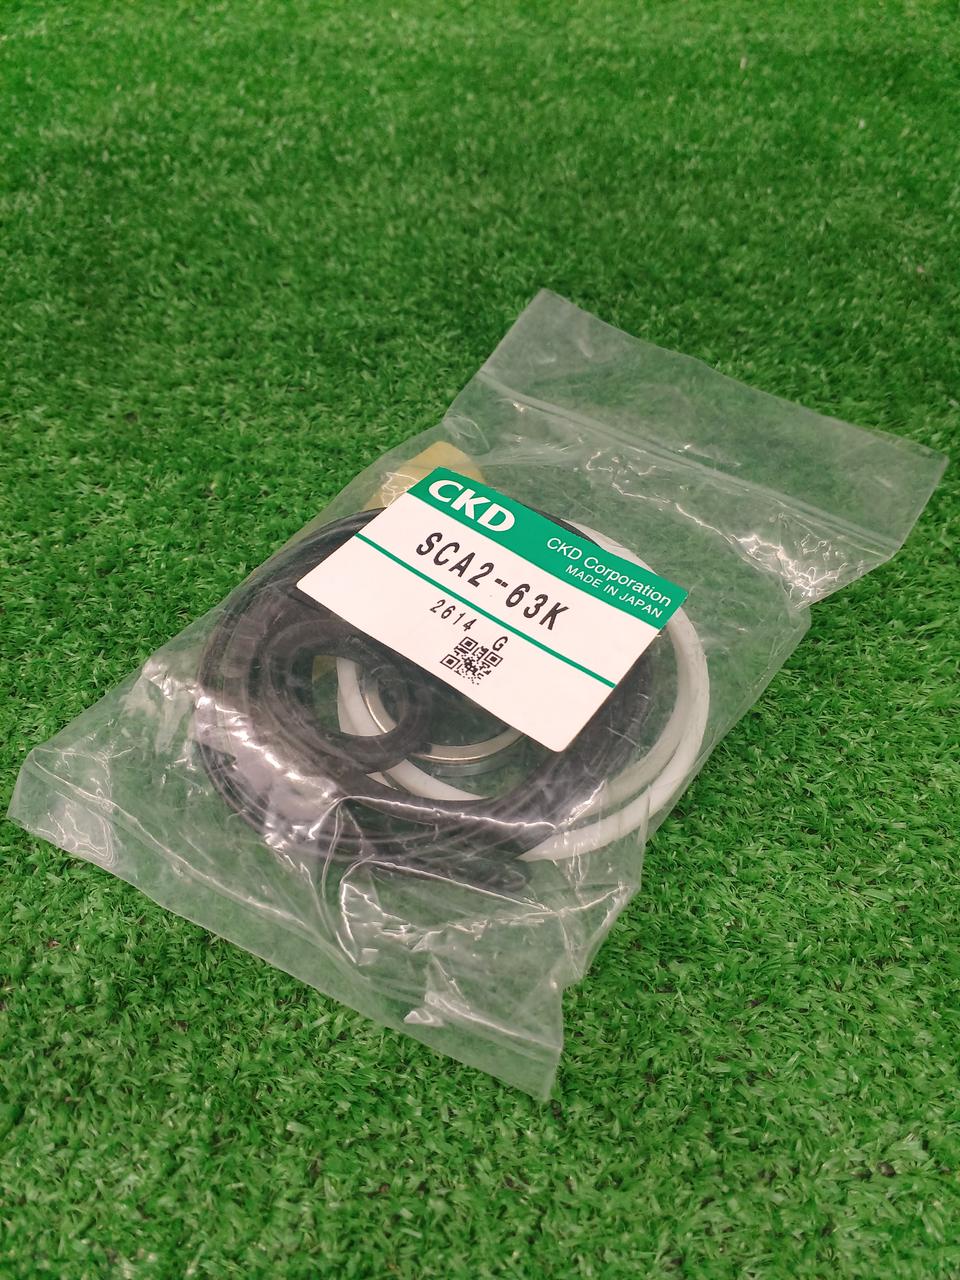 CKD
CKD Corporation
MADE IN JAPAN
SCA2-63K
2614 G